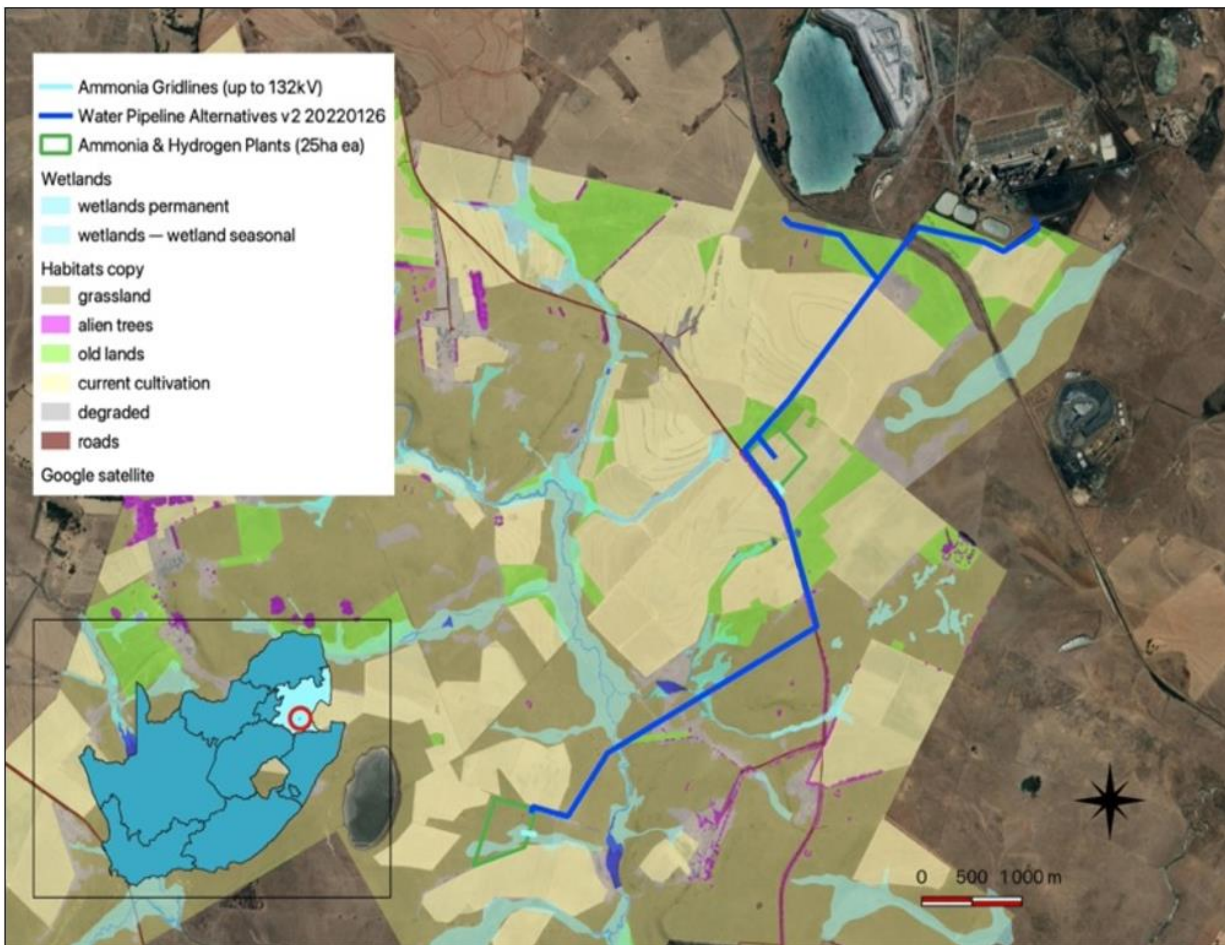 Ammonia Gridlines (up to 132kV)
Water Pipeline Alternatives v2 20220126
Ammonia & Hydrogen Plants (25ha ea)
Wetlands
wetlands permanent
wetlands — wetland seasonal
Habitats copy
grassland
alien trees
old lands
current cultivation
degraded
roads
Google satellite
0 500 1000 m